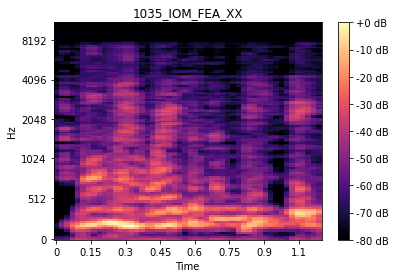 1035_IOM_FEA_XX
+0 dB
8192
-10 dB
4096
-20 dB
-30 dB
2048
Hz
-40 dB
1024
-50 dB
512
-60 dB
-70 dB
0
-80 dB
0 0.15 0.3 0.45 0.6 0.75 0.9 1.1
Time